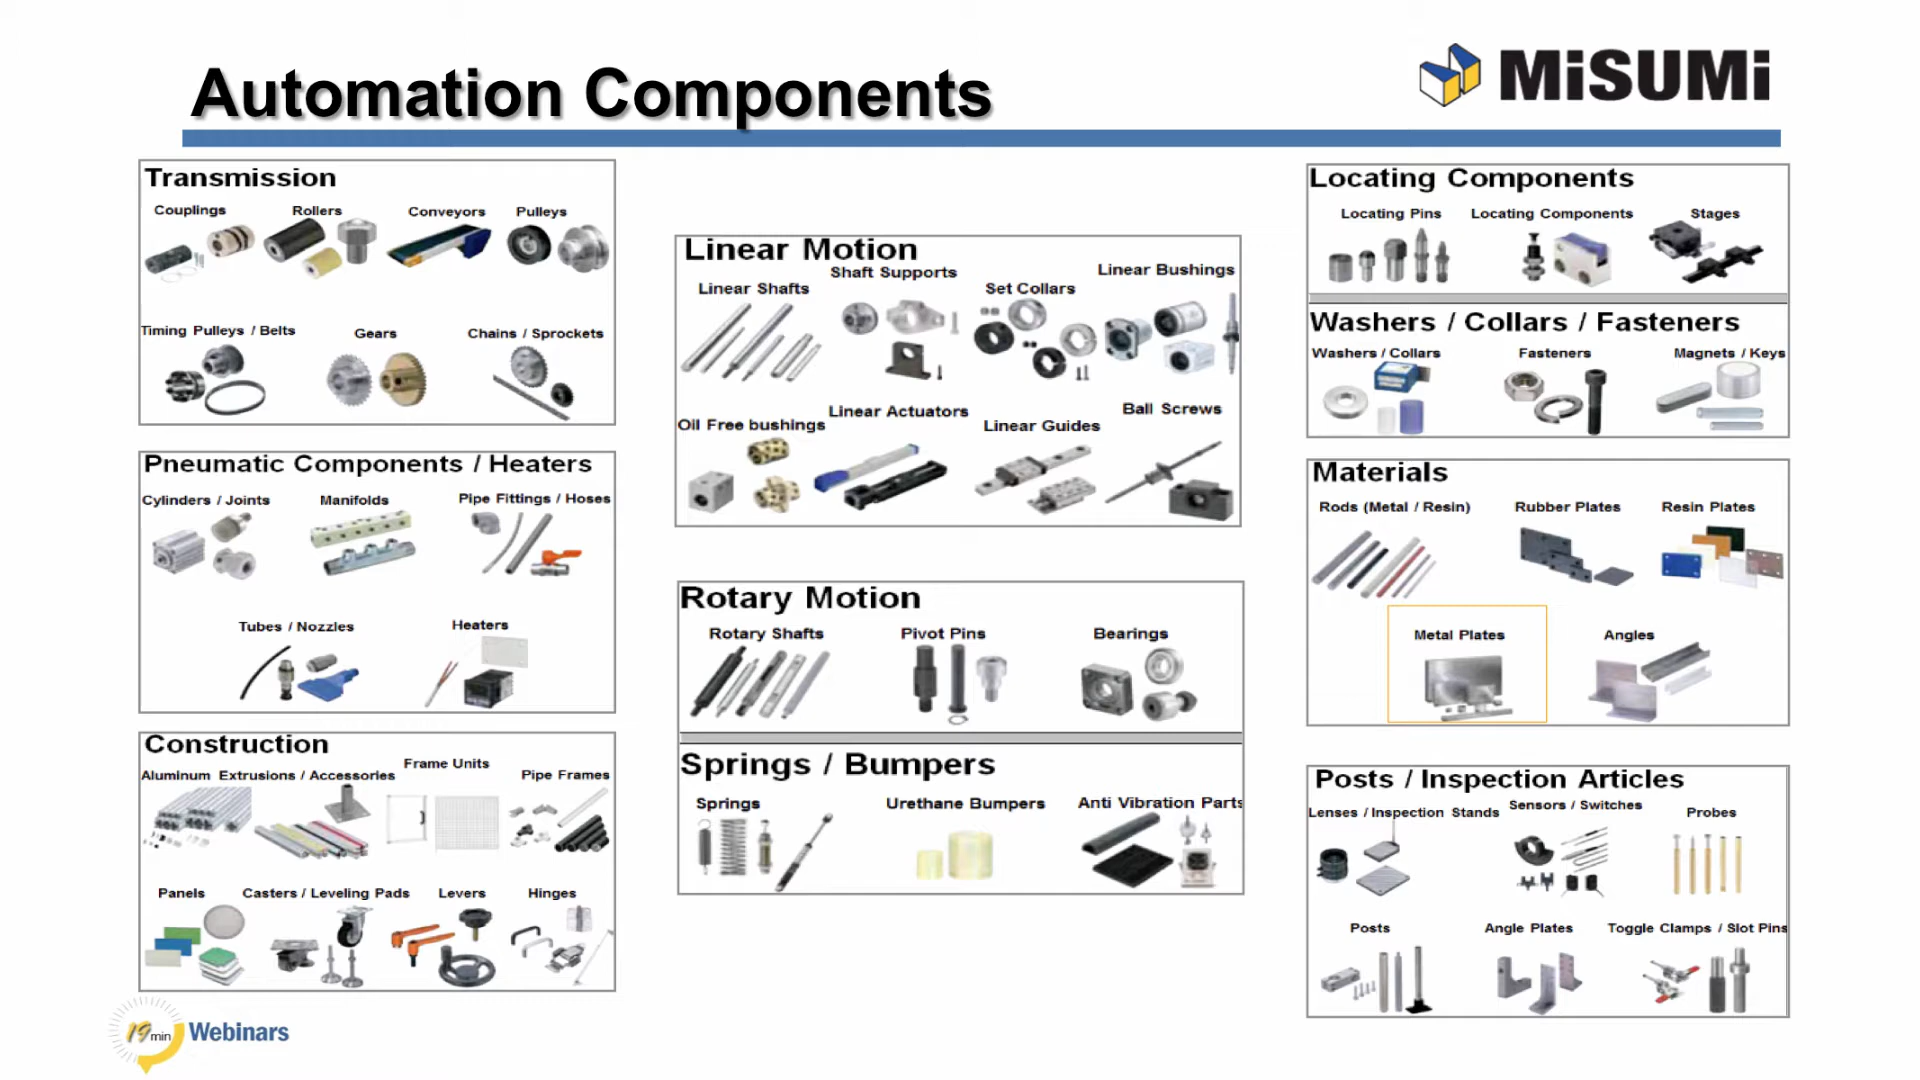 Automation Components
MiSUMi
Transmission
Couplings Rollers Conveyors Pulleys
Timing Pulleys / Belts Gears Chains / Sprockets
Pneumatic Components / Heaters
Cylinders / Joints Manifolds Pipe Fittings / Hoses
Tubes / Nozzles Heaters
Construction
Aluminum Extrusions / Accessories Frame Units Pipe Frames
Panels Casters / Leveling Pads Levers Hinges
Linear Motion
Linear Shafts Shaft Supports Set Collars Linear Bushings
Oil Free bushings Linear Actuators Linear Guides Ball Screws
Rotary Motion
Rotary Shafts Pivot Pins Bearings
Springs / Bumpers
Springs Urethane Bumpers Anti Vibration Parts
Locating Components
Locating Pins Locating Components Stages
Washers / Collars / Fasteners
Washers / Collars Fasteners Magnets / Keys
Materials
Rods (Metal / Resin) Rubber Plates Resin Plates
Metal Plates Angles
Posts / Inspection Articles
Lenses / Inspection Stands Sensors / Switches Probes
Posts Angle Plates Toggle Clamps / Slot Pins
19 min Webinars